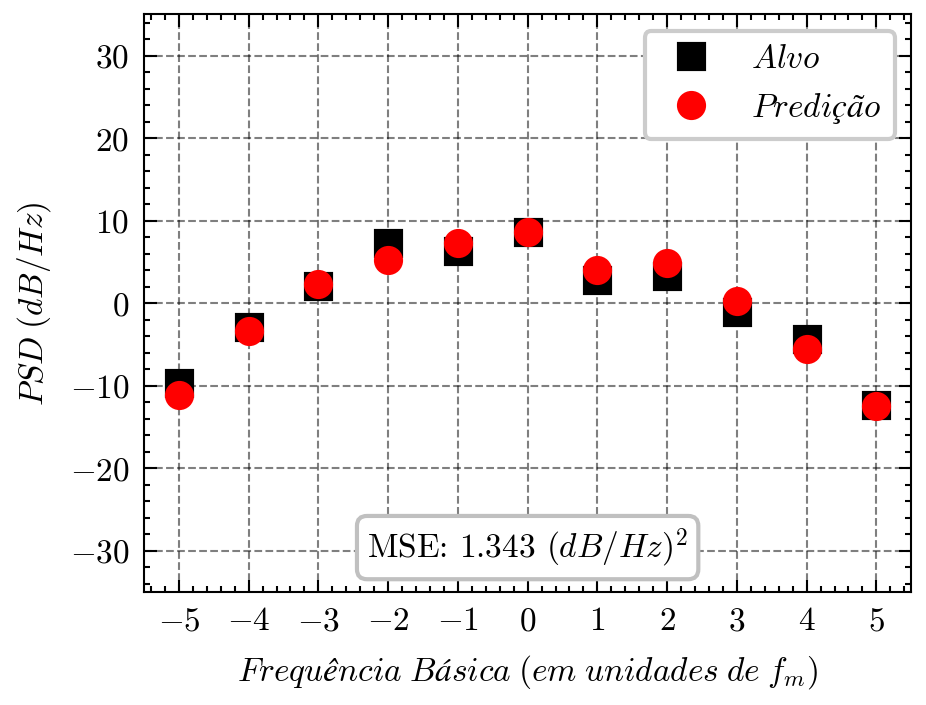 30
20
10
0
−10
−20
−30
PSD (dB/Hz)
Alvo
Predição
MSE: 1.343 (dB/Hz)²
−5 −4 −3 −2 −1 0 1 2 3 4 5
Frequência Básica (em unidades de fₘ)